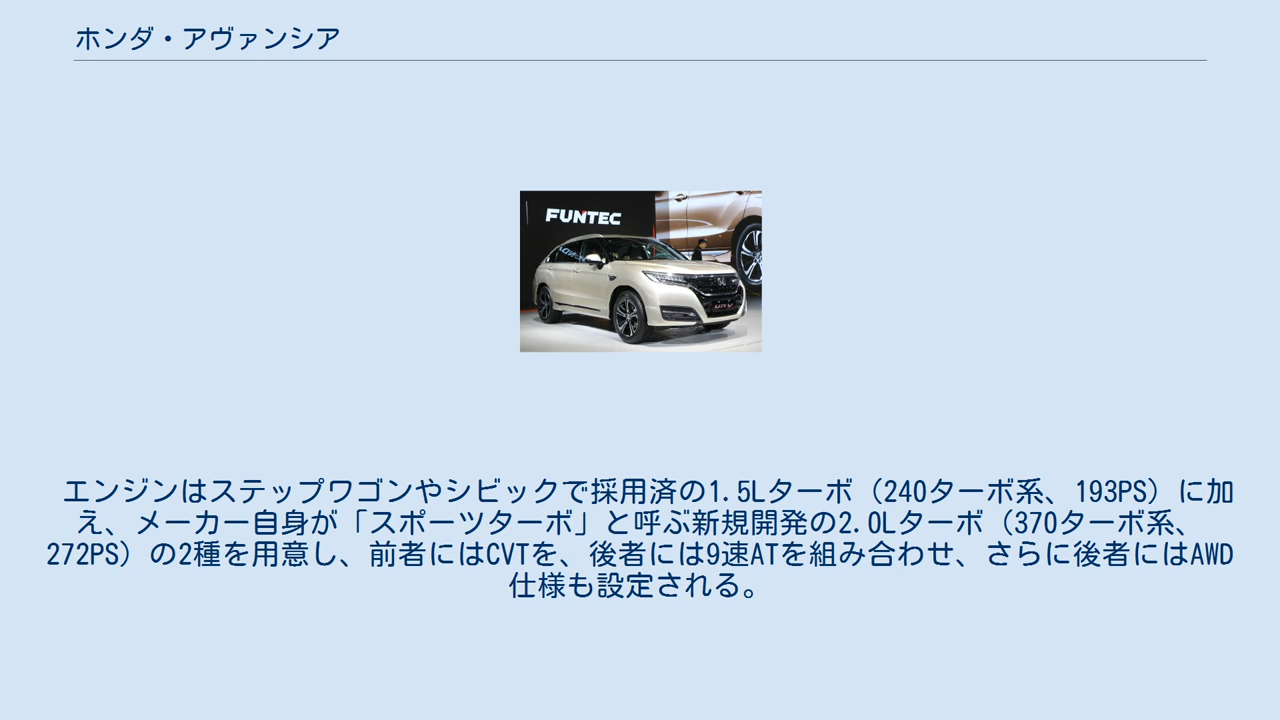 ホンダ・アヴァンシア
FUNTEC
エンジンはステップワゴンやシビックで採用済の1.5Lターボ（240ターボ系、193PS）に加
え、メーカー自身が「スポーツターボ」と呼ぶ新規開発の2.0Lターボ（370ターボ系、
272PS）の2種を用意し、前者にはCVTを、後者には9速ATを組み合わせ、さらに後者にはAWD
仕様も設定される。